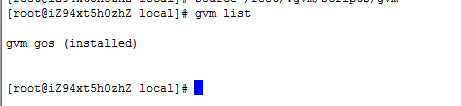 [root@iZ94xt5h0zhZ local]# gvm list
gvm gos (installed)
[root@iZ94xt5h0zhZ local]#